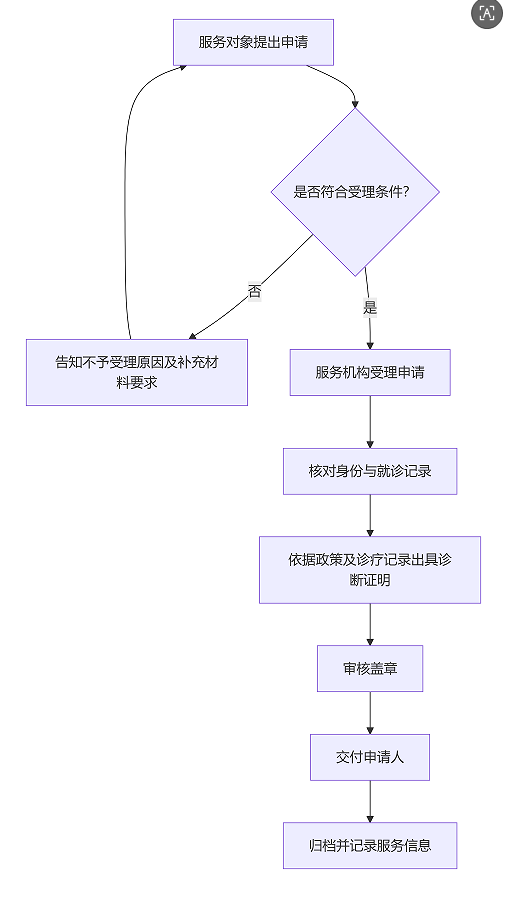 服务对象提出申请
是否符合受理条件?
否
是
告知不予受理原因及补充材
料要求
服务机构受理申请
核对身份与就诊记录
依据政策及诊疗记录出具诊
断证明
审核盖章
交付申请人
归档并记录服务信息